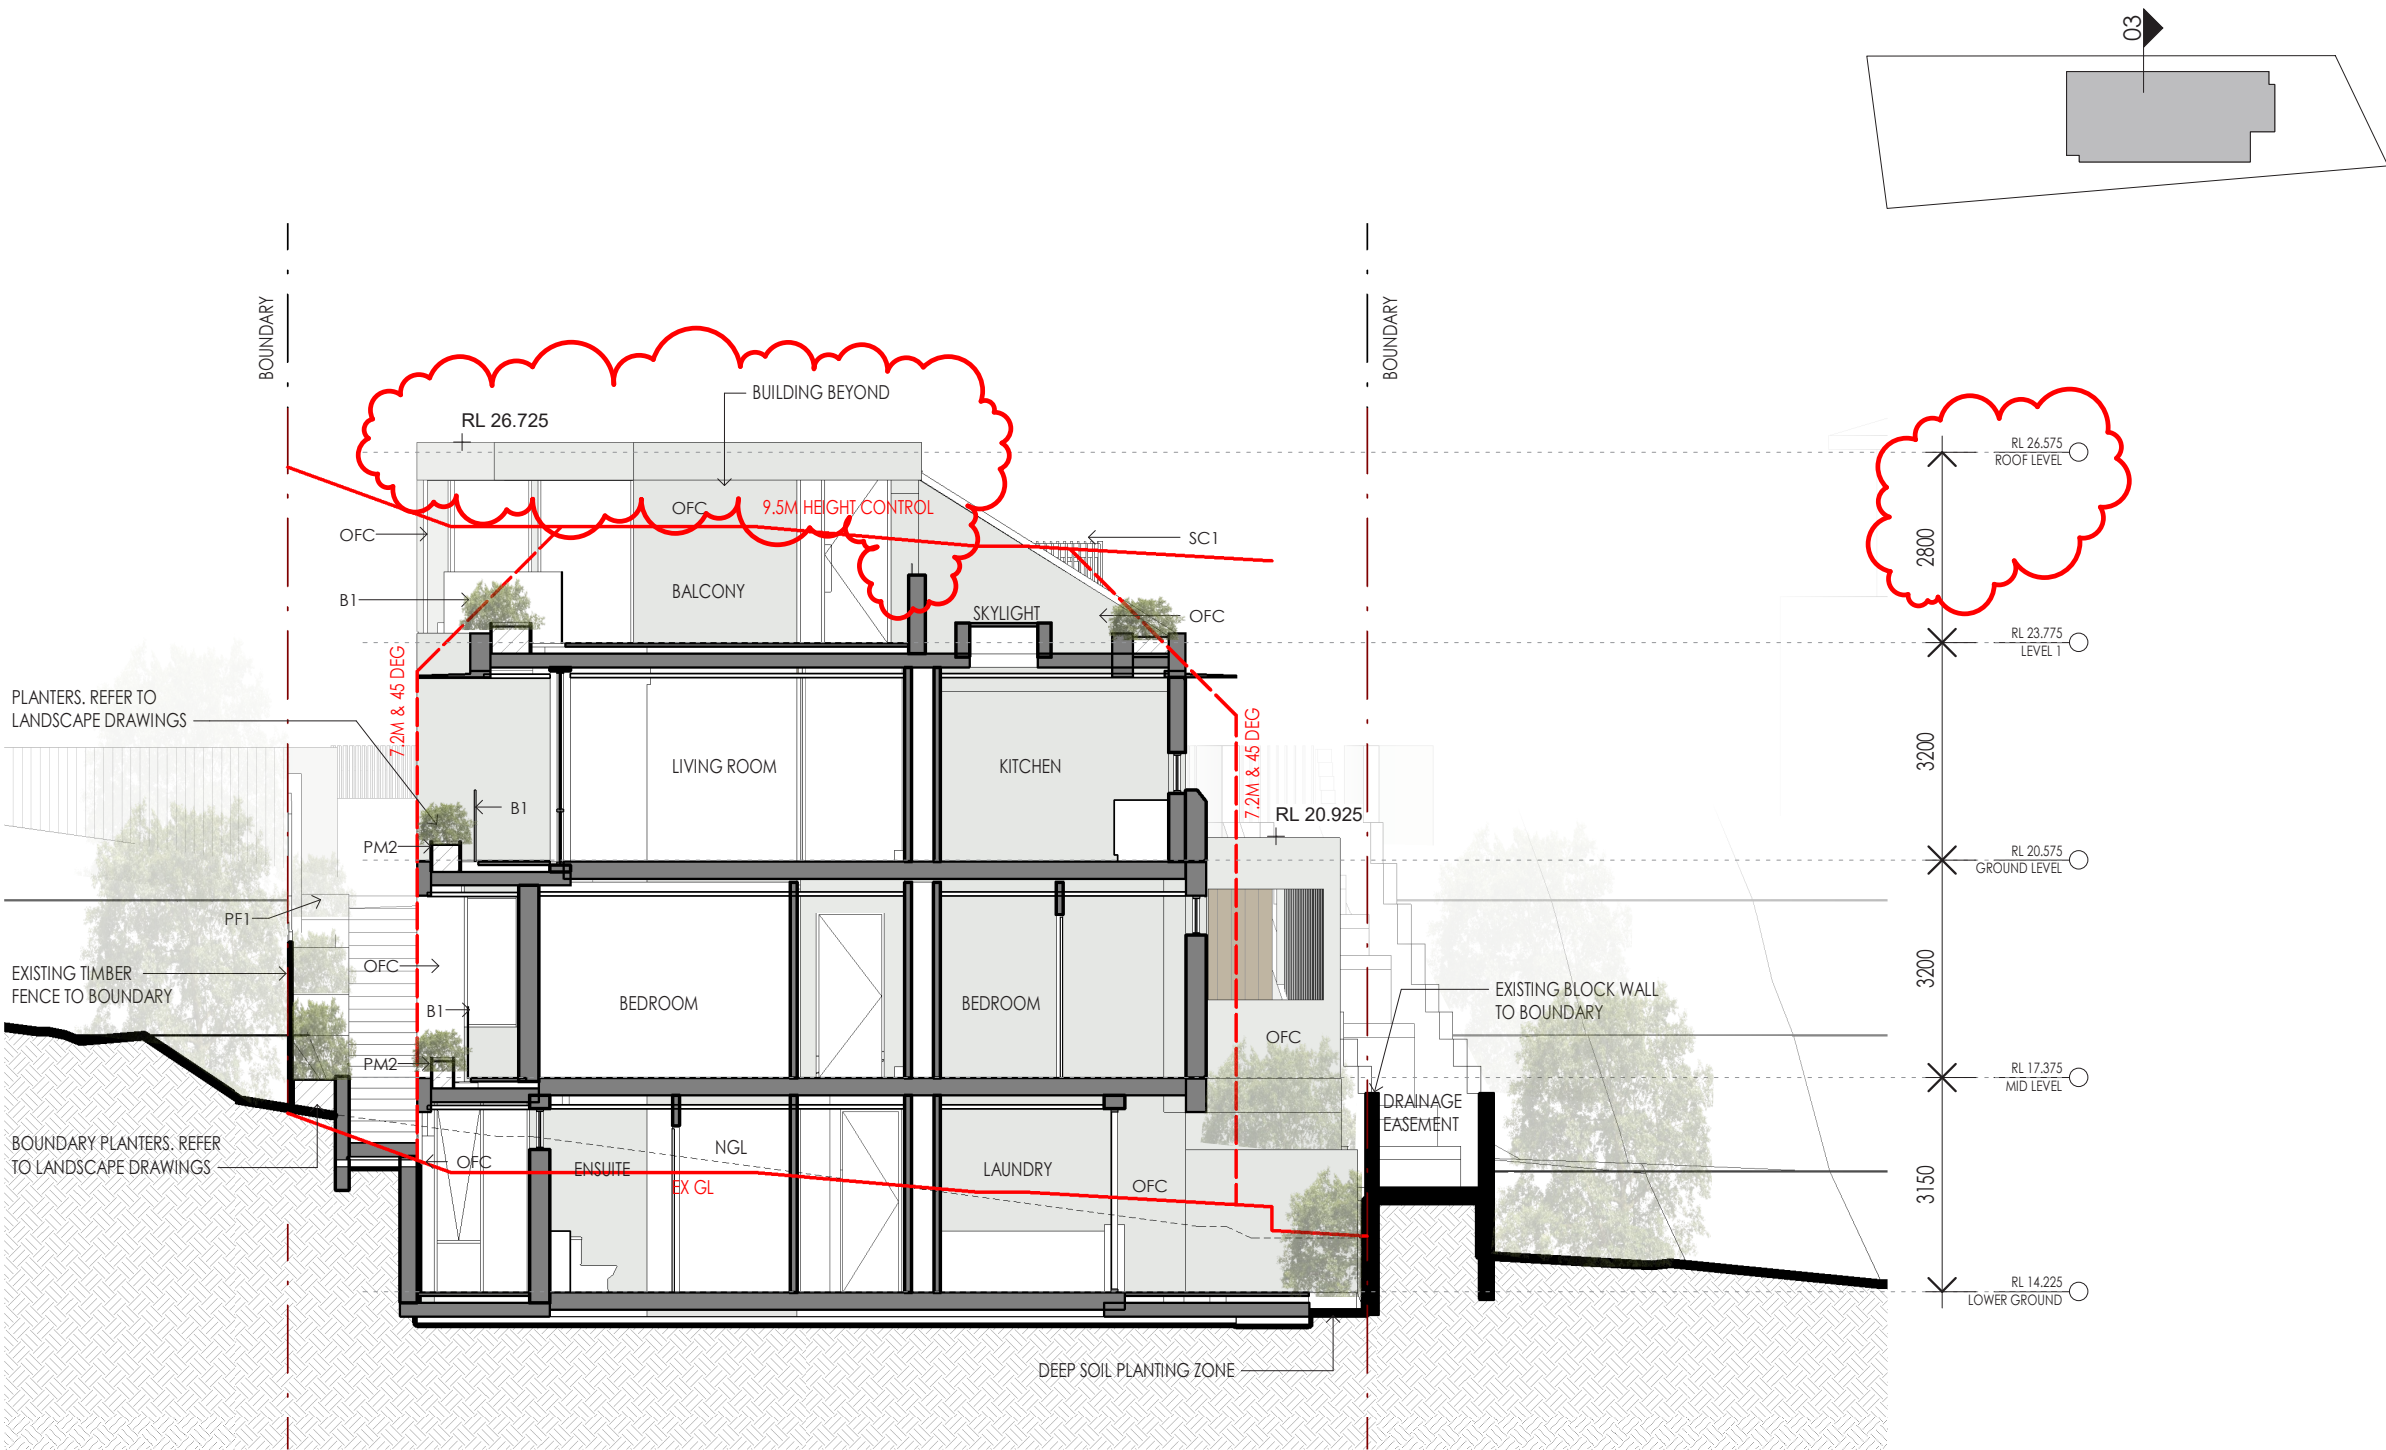 03
BOUNDARY
BOUNDARY
BUILDING BEYOND
RL 26.725
RL 26.575
ROOF LEVEL
OFC
9.5M HEIGHT CONTROL
OFC
SC1
2800
BALCONY
B1
SKYLIGHT
OFC
RL 23.775
LEVEL 1
7.2M & 45 DEG
PLANTERS. REFER TO
LANDSCAPE DRAWINGS
7.2M & 45 DEG
LIVING ROOM
KITCHEN
3200
B1
RL 20.925
PM2
RL 20.575
GROUND LEVEL
PF1
OFC
EXISTING TIMBER
FENCE TO BOUNDARY
3200
EXISTING BLOCK WALL
TO BOUNDARY
B1
BEDROOM
BEDROOM
OFC
PM2
RL 17.375
MID LEVEL
DRAINAGE
EASEMENT
BOUNDARY PLANTERS. REFER
TO LANDSCAPE DRAWINGS
NGL
OFC
ENSUITE
LAUNDRY
EX GL
OFC
3150
RL 14.225
LOWER GROUND
DEEP SOIL PLANTING ZONE